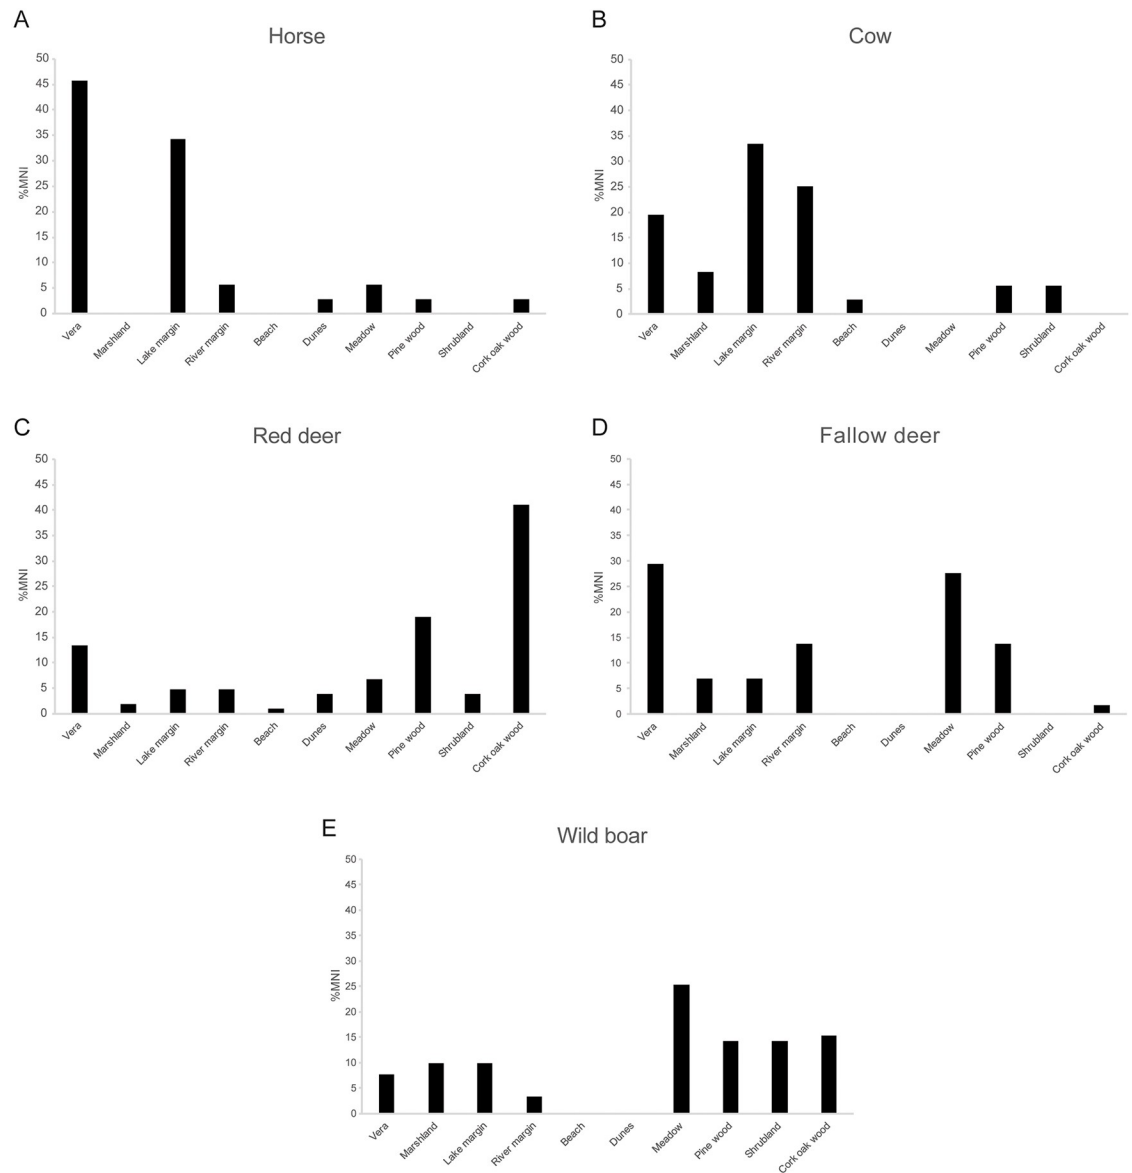 A
Horse
%MNI
50
45
40
35
30
25
20
15
10
5
0
Vera
Marshland
Lake margin
River margin
Beach
Dunes
Meadow
Pine wood
Shrubland
Cork oak wood
B
Cow
%MNI
50
45
40
35
30
25
20
15
10
5
0
Vera
Marshland
Lake margin
River margin
Beach
Dunes
Meadow
Pine wood
Shrubland
Cork oak wood
C
Red deer
%MNI
50
45
40
35
30
25
20
15
10
5
0
Vera
Marshland
Lake margin
River margin
Beach
Dunes
Meadow
Pine wood
Shrubland
Cork oak wood
D
Fallow deer
%MNI
50
45
40
35
30
25
20
15
10
5
0
Vera
Marshland
Lake margin
River margin
Beach
Dunes
Meadow
Pine wood
Shrubland
Cork oak wood
E
Wild boar
%MNI
50
45
40
35
30
25
20
15
10
5
0
Vera
Marshland
Lake margin
River margin
Beach
Dunes
Meadow
Pine wood
Shrubland
Cork oak wood